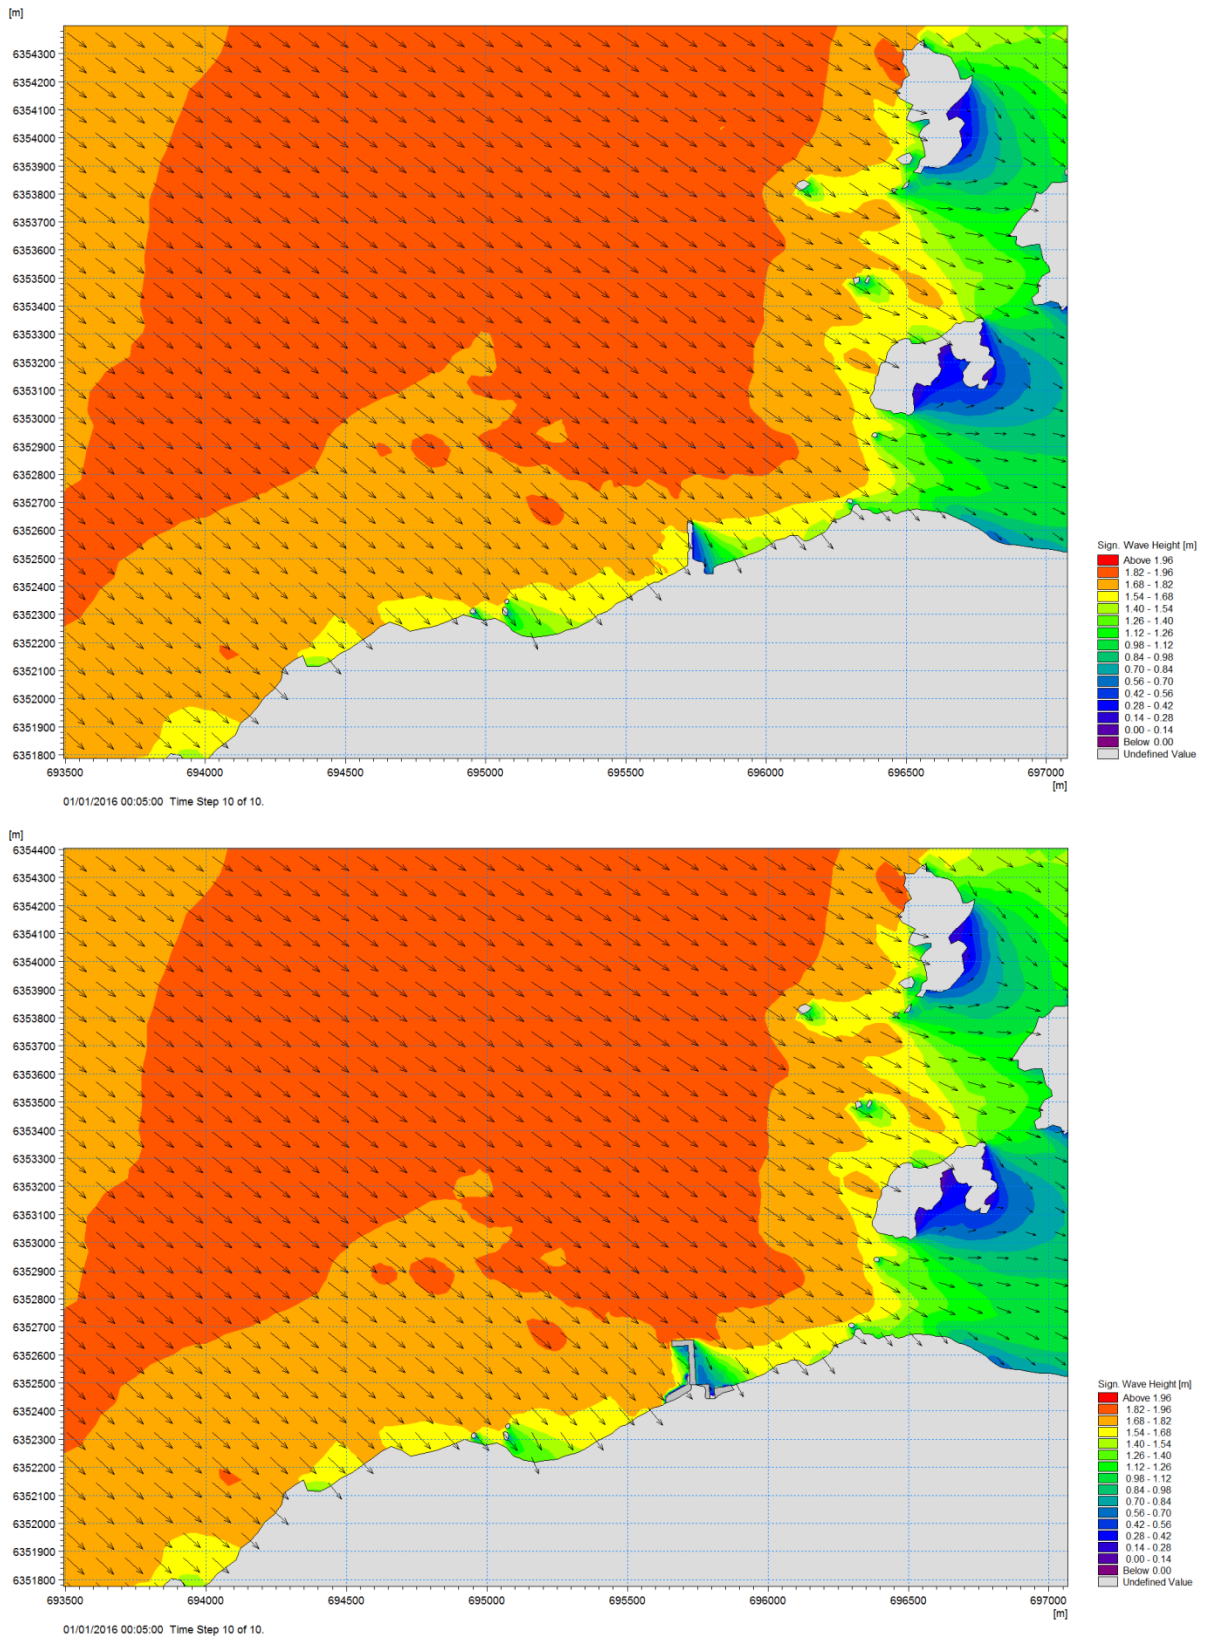 [m]
6354300
6354200
6354100
6354000
6353900
6353800
6353700
6353600
6353500
6353400
6353300
6353200
6353100
6353000
6352900
6352800
6352700
6352600
6352500
6352400
6352300
6352200
6352100
6352000
6351900
6351800
693500 694000 694500 695000 695500 696000 696500 697000
[m]
01/01/2016 00:05:00 Time Step 10 of 10.
Sign. Wave Height [m]
Above 1.96
1.82 - 1.96
1.68 - 1.82
1.54 - 1.68
1.40 - 1.54
1.26 - 1.40
1.12 - 1.26
0.98 - 1.12
0.84 - 0.98
0.70 - 0.84
0.56 - 0.70
0.42 - 0.56
0.28 - 0.42
0.14 - 0.28
0.00 - 0.14
Below 0.00
Undefined Value
[m]
6354400
6354300
6354200
6354100
6354000
6353900
6353800
6353700
6353600
6353500
6353400
6353300
6353200
6353100
6353000
6352900
6352800
6352700
6352600
6352500
6352400
6352300
6352200
6352100
6352000
6351900
6351800
693500 694000 694500 695000 695500 696000 696500 697000
[m]
01/01/2016 00:05:00 Time Step 10 of 10.
Sign. Wave Height [m]
Above 1.96
1.82 - 1.96
1.68 - 1.82
1.54 - 1.68
1.40 - 1.54
1.26 - 1.40
1.12 - 1.26
0.98 - 1.12
0.84 - 0.98
0.70 - 0.84
0.56 - 0.70
0.42 - 0.56
0.28 - 0.42
0.14 - 0.28
0.00 - 0.14
Below 0.00
Undefined Value